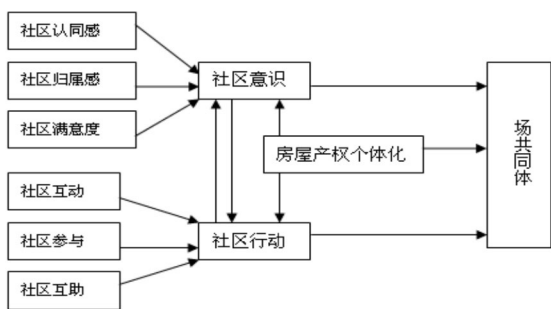 社区认同感
社区归属感
社区满意度
社区意识
房屋产权个体化
场共同体
社区互动
社区参与
社区互助
社区行动